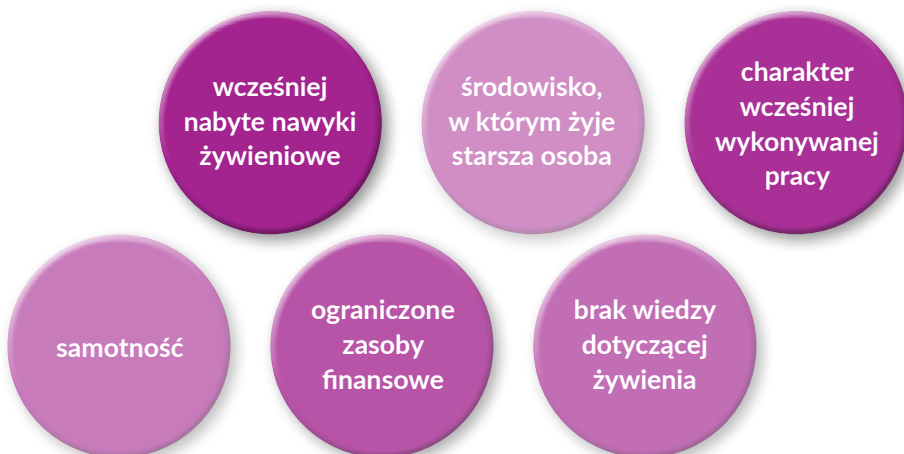 wcześniej
nabyte nawyki
żywieniowe
środowisko,
w którym żyje
starsza osoba
charakter
wcześniej
wykonywanej
pracy
samotność
ograniczone
zasoby
finansowe
brak wiedzy
dotyczącej
żywienia